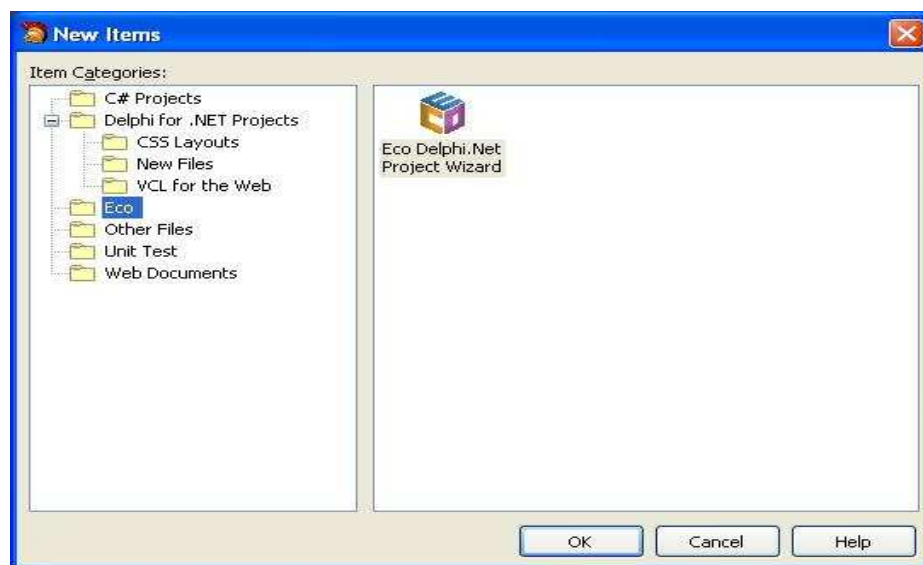 New Items
Item Categories:
C# Projects
Delphi for .NET Projects
CSS Layouts
New Files
VCL for the Web
Eco
Other Files
Unit Test
Web Documents
ECO
Eco Delphi.Net
Project Wizard
OK
Cancel
Help